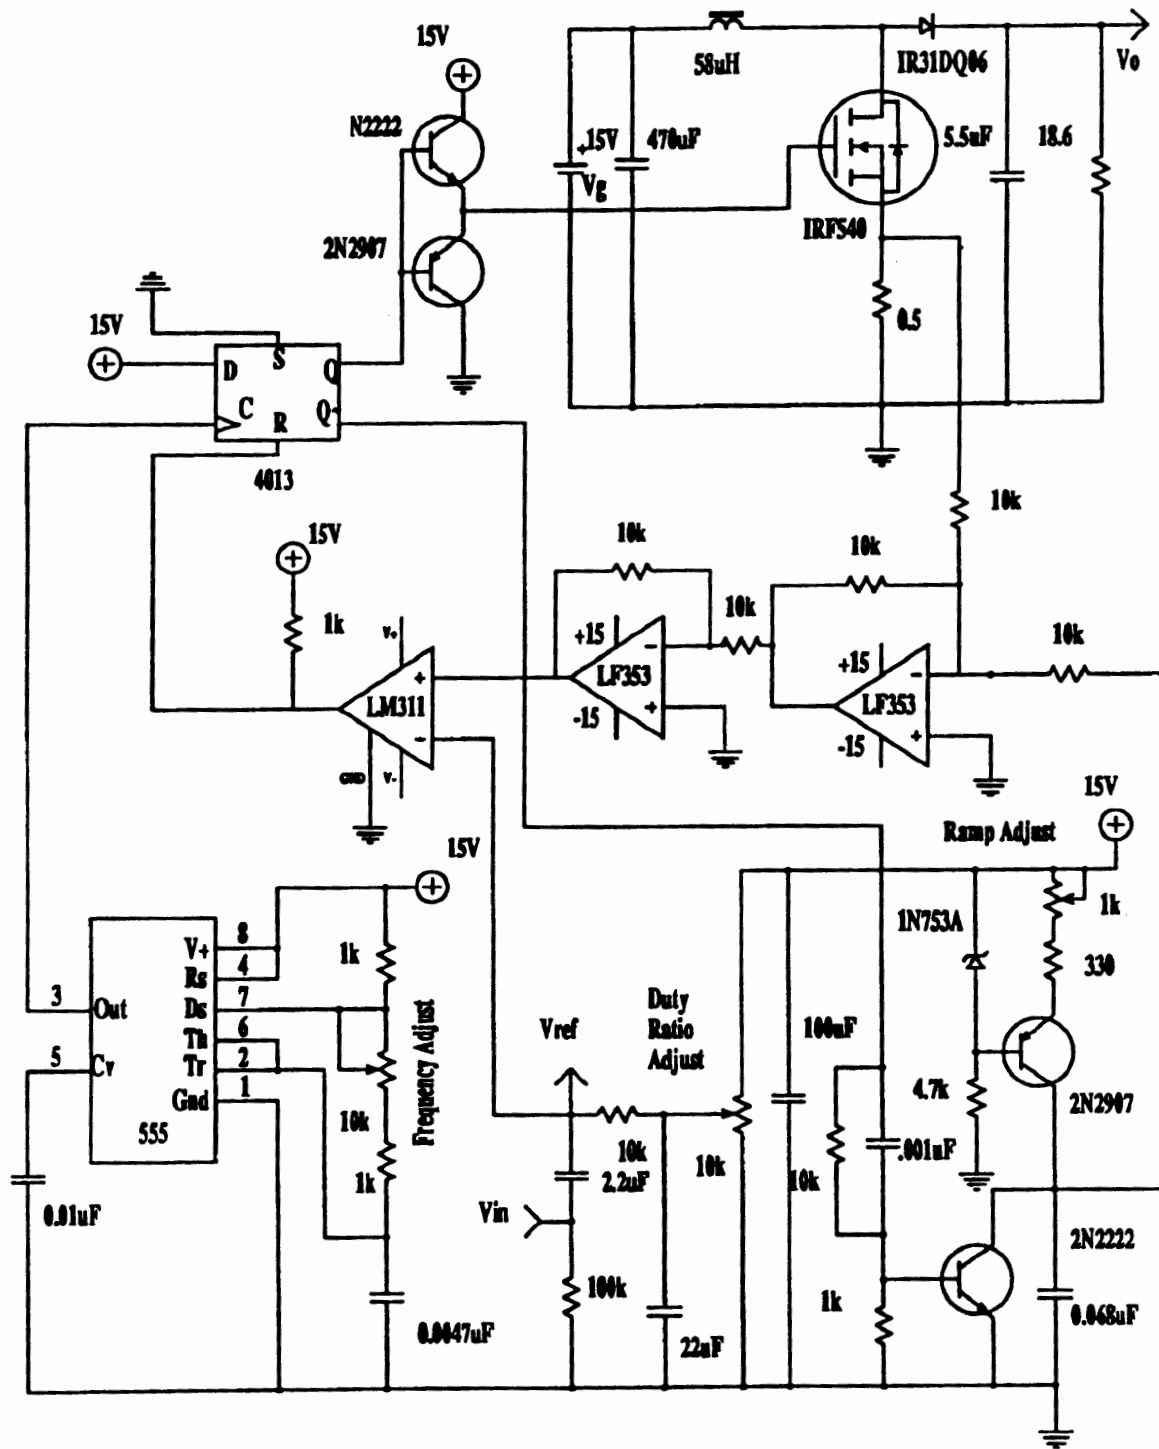 15V
N2222
2N2907
58uH
IR31DQ06
Vo
+15V
Vg
470uF
5.5uF
18.6
IRF540
0.5
15V
D
S
Q
C
R
Q-
4013
10k
15V
1k
V+
+
LM311
-
GND
V-
10k
+15
-
LF353
+
-15
10k
10k
+15
-
LF353
+
-15
10k
15V
Ramp Adjust
15V
1k
1N753A
330
8
V+
4
Rs
7
Ds
6
Th
2
Tr
1
Gnd
3
Out
5
Cv
555
0.01uF
1k
Frequency Adjust
10k
1k
0.0047uF
Vref
Duty
Ratio
Adjust
10k
2.2uF
10k
Vin
100k
22uF
100uF
10k
.001uF
4.7k
2N2907
1k
2N2222
0.068uF